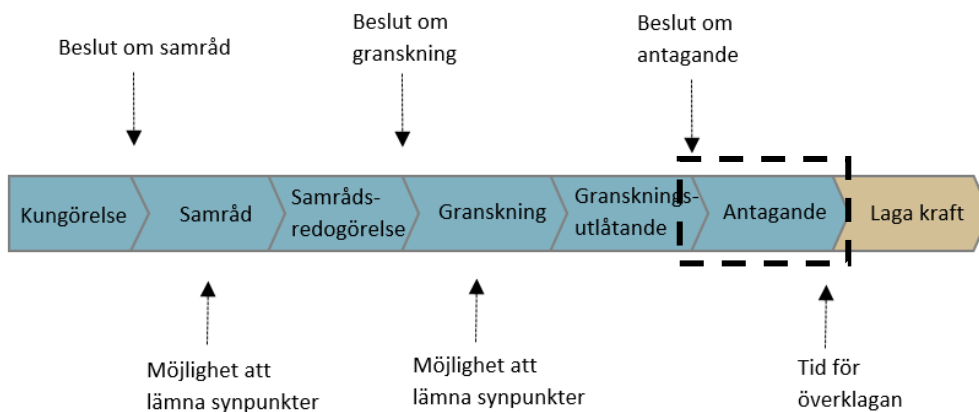 Beslut om samråd
Beslut om
granskning
Beslut om
antagande
Kungörelse
Samråd
Samråds-
redogörelse
Granskning
Gransknings-
utlåtande
Antagande
Laga kraft
Möjlighet att
lämna synpunkter
Möjlighet att
lämna synpunkter
Tid för
överklagan